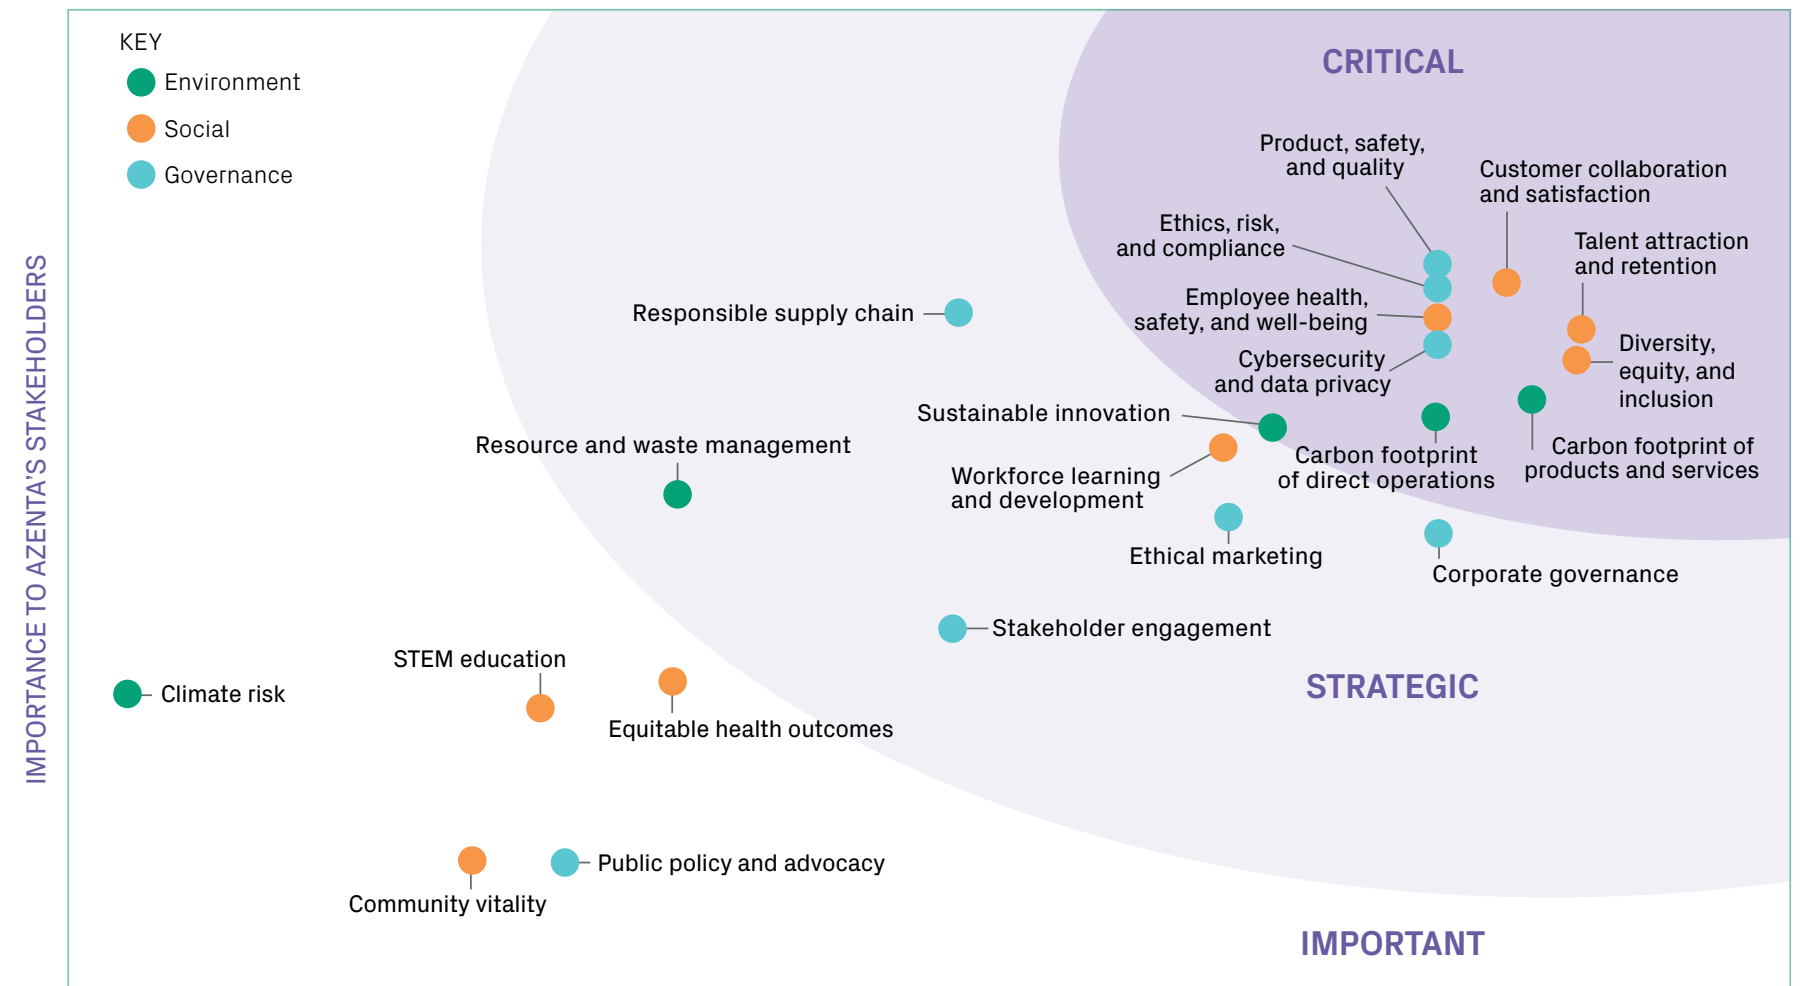 KEY
Environment
Social
Governance
IMPORTANCE TO AZENTA'S STAKEHOLDERS
CRITICAL
Product, safety,
and quality
Customer collaboration
and satisfaction
Ethics, risk,
and compliance
Talent attraction
and retention
Employee health,
safety, and well-being
Responsible supply chain
Diversity,
equity, and
inclusion
Cybersecurity
and data privacy
Sustainable innovation
Resource and waste management
Carbon footprint
of direct operations
Carbon footprint of
products and services
Workforce learning
and development
Ethical marketing
Corporate governance
Stakeholder engagement
STEM education
STRATEGIC
Climate risk
Equitable health outcomes
Public policy and advocacy
Community vitality
IMPORTANT